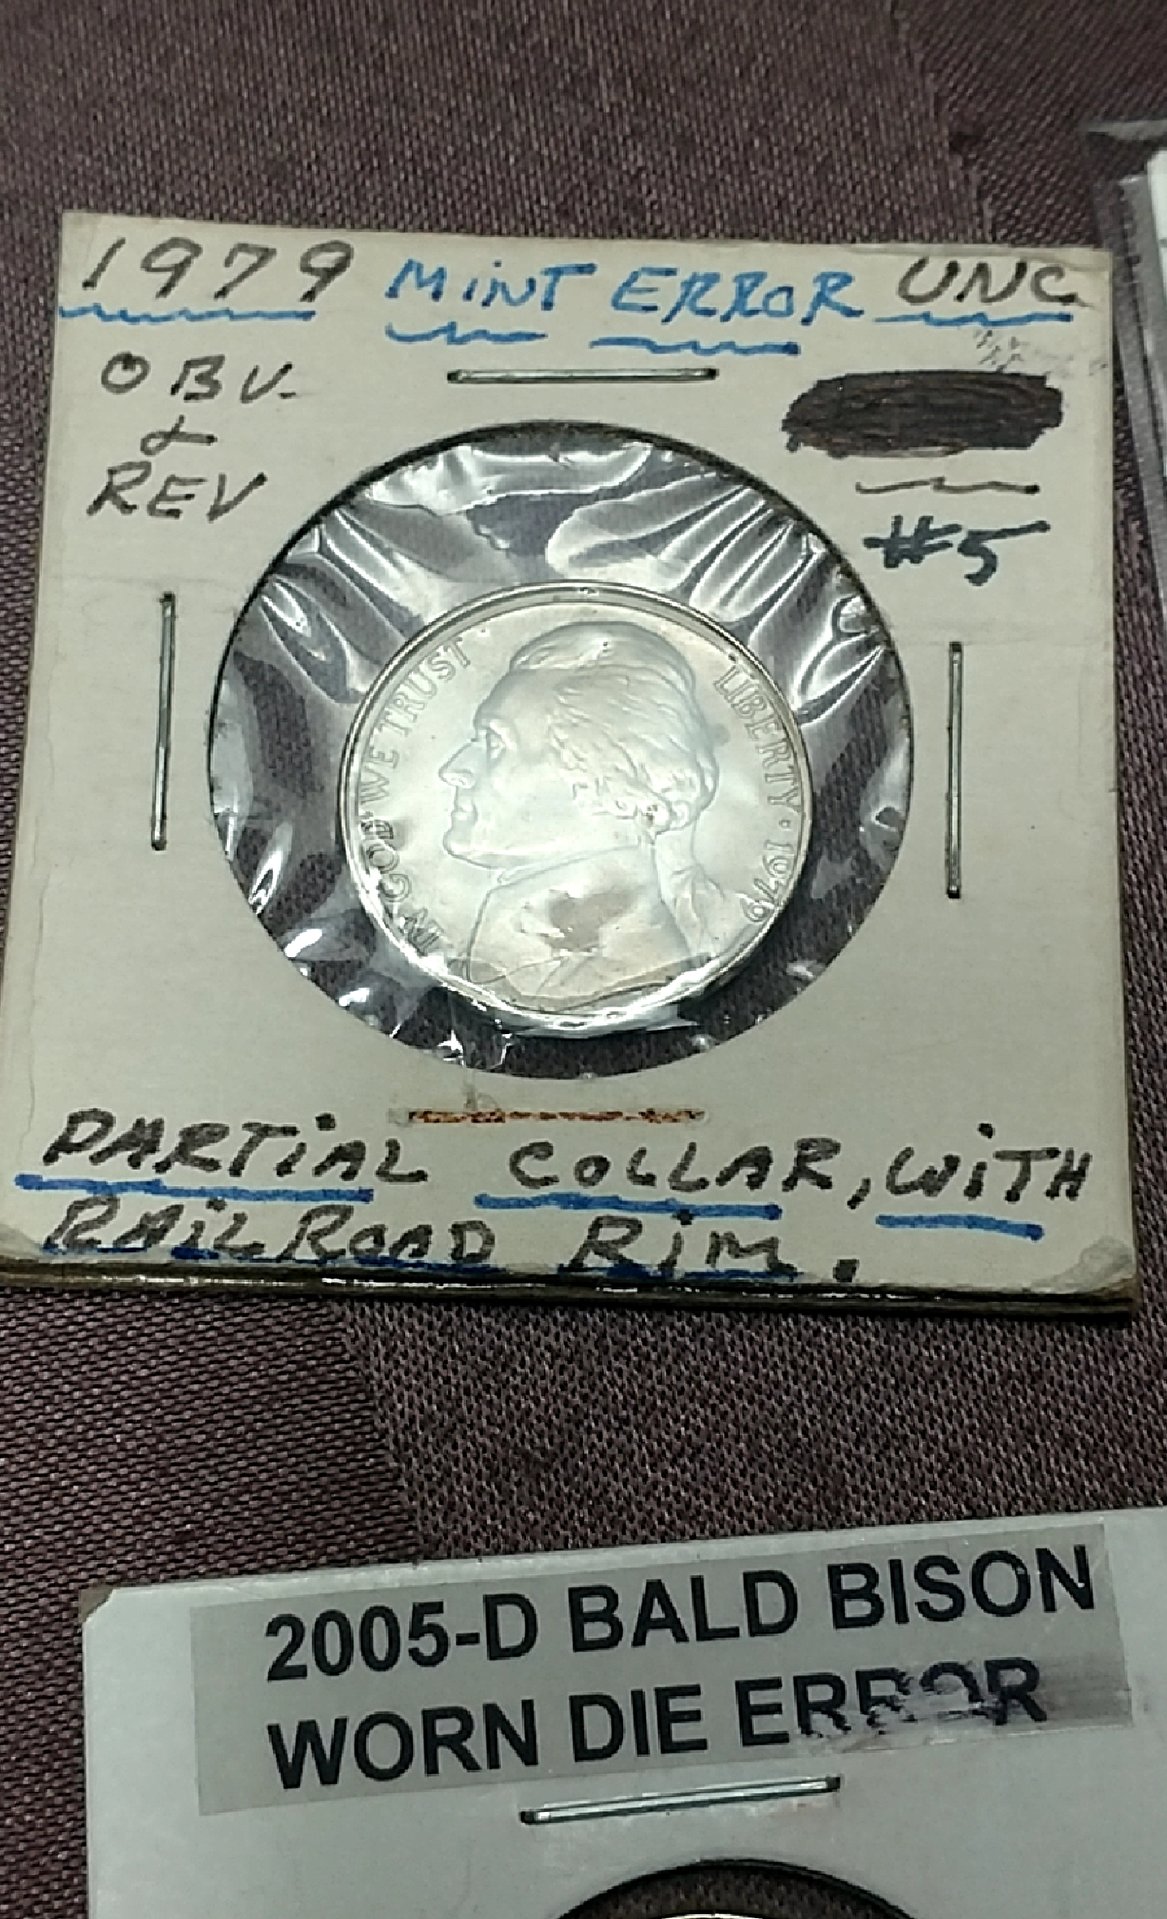 1979 MINT ERROR UNC
OBV.
&
REV
#5
IN GOD WE TRUST
LIBERTY · 1979
PARTIAL COLLAR, WITH
RAILROAD RIM.
2005-D BALD BISON
WORN DIE ERROR